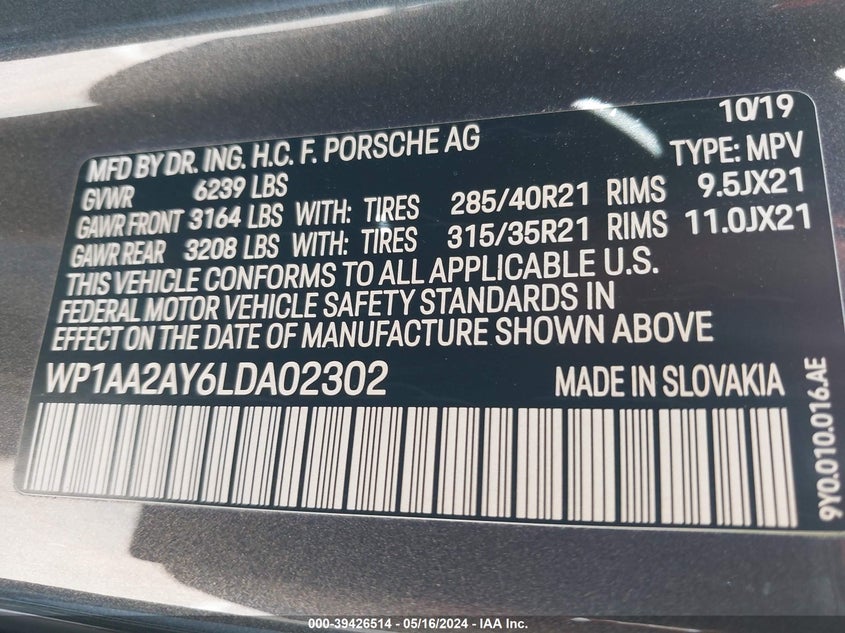 10/19
MFD BY DR. ING. H.C. F. PORSCHE AG TYPE: MPV
GVWR 6239 LBS
GAWR FRONT 3164 LBS WITH: TIRES 285/40R21 RIMS 9.5JX21
GAWR REAR 3208 LBS WITH: TIRES 315/35R21 RIMS 11.0JX21
THIS VEHICLE CONFORMS TO ALL APPLICABLE U.S.
FEDERAL MOTOR VEHICLE SAFETY STANDARDS IN
EFFECT ON THE DATE OF MANUFACTURE SHOWN ABOVE
WP1AA2AY6LDA02302 MADE IN SLOVAKIA
9Y0.010.016.AE
000-39426514 - 05/16/2024 - IAA Inc.